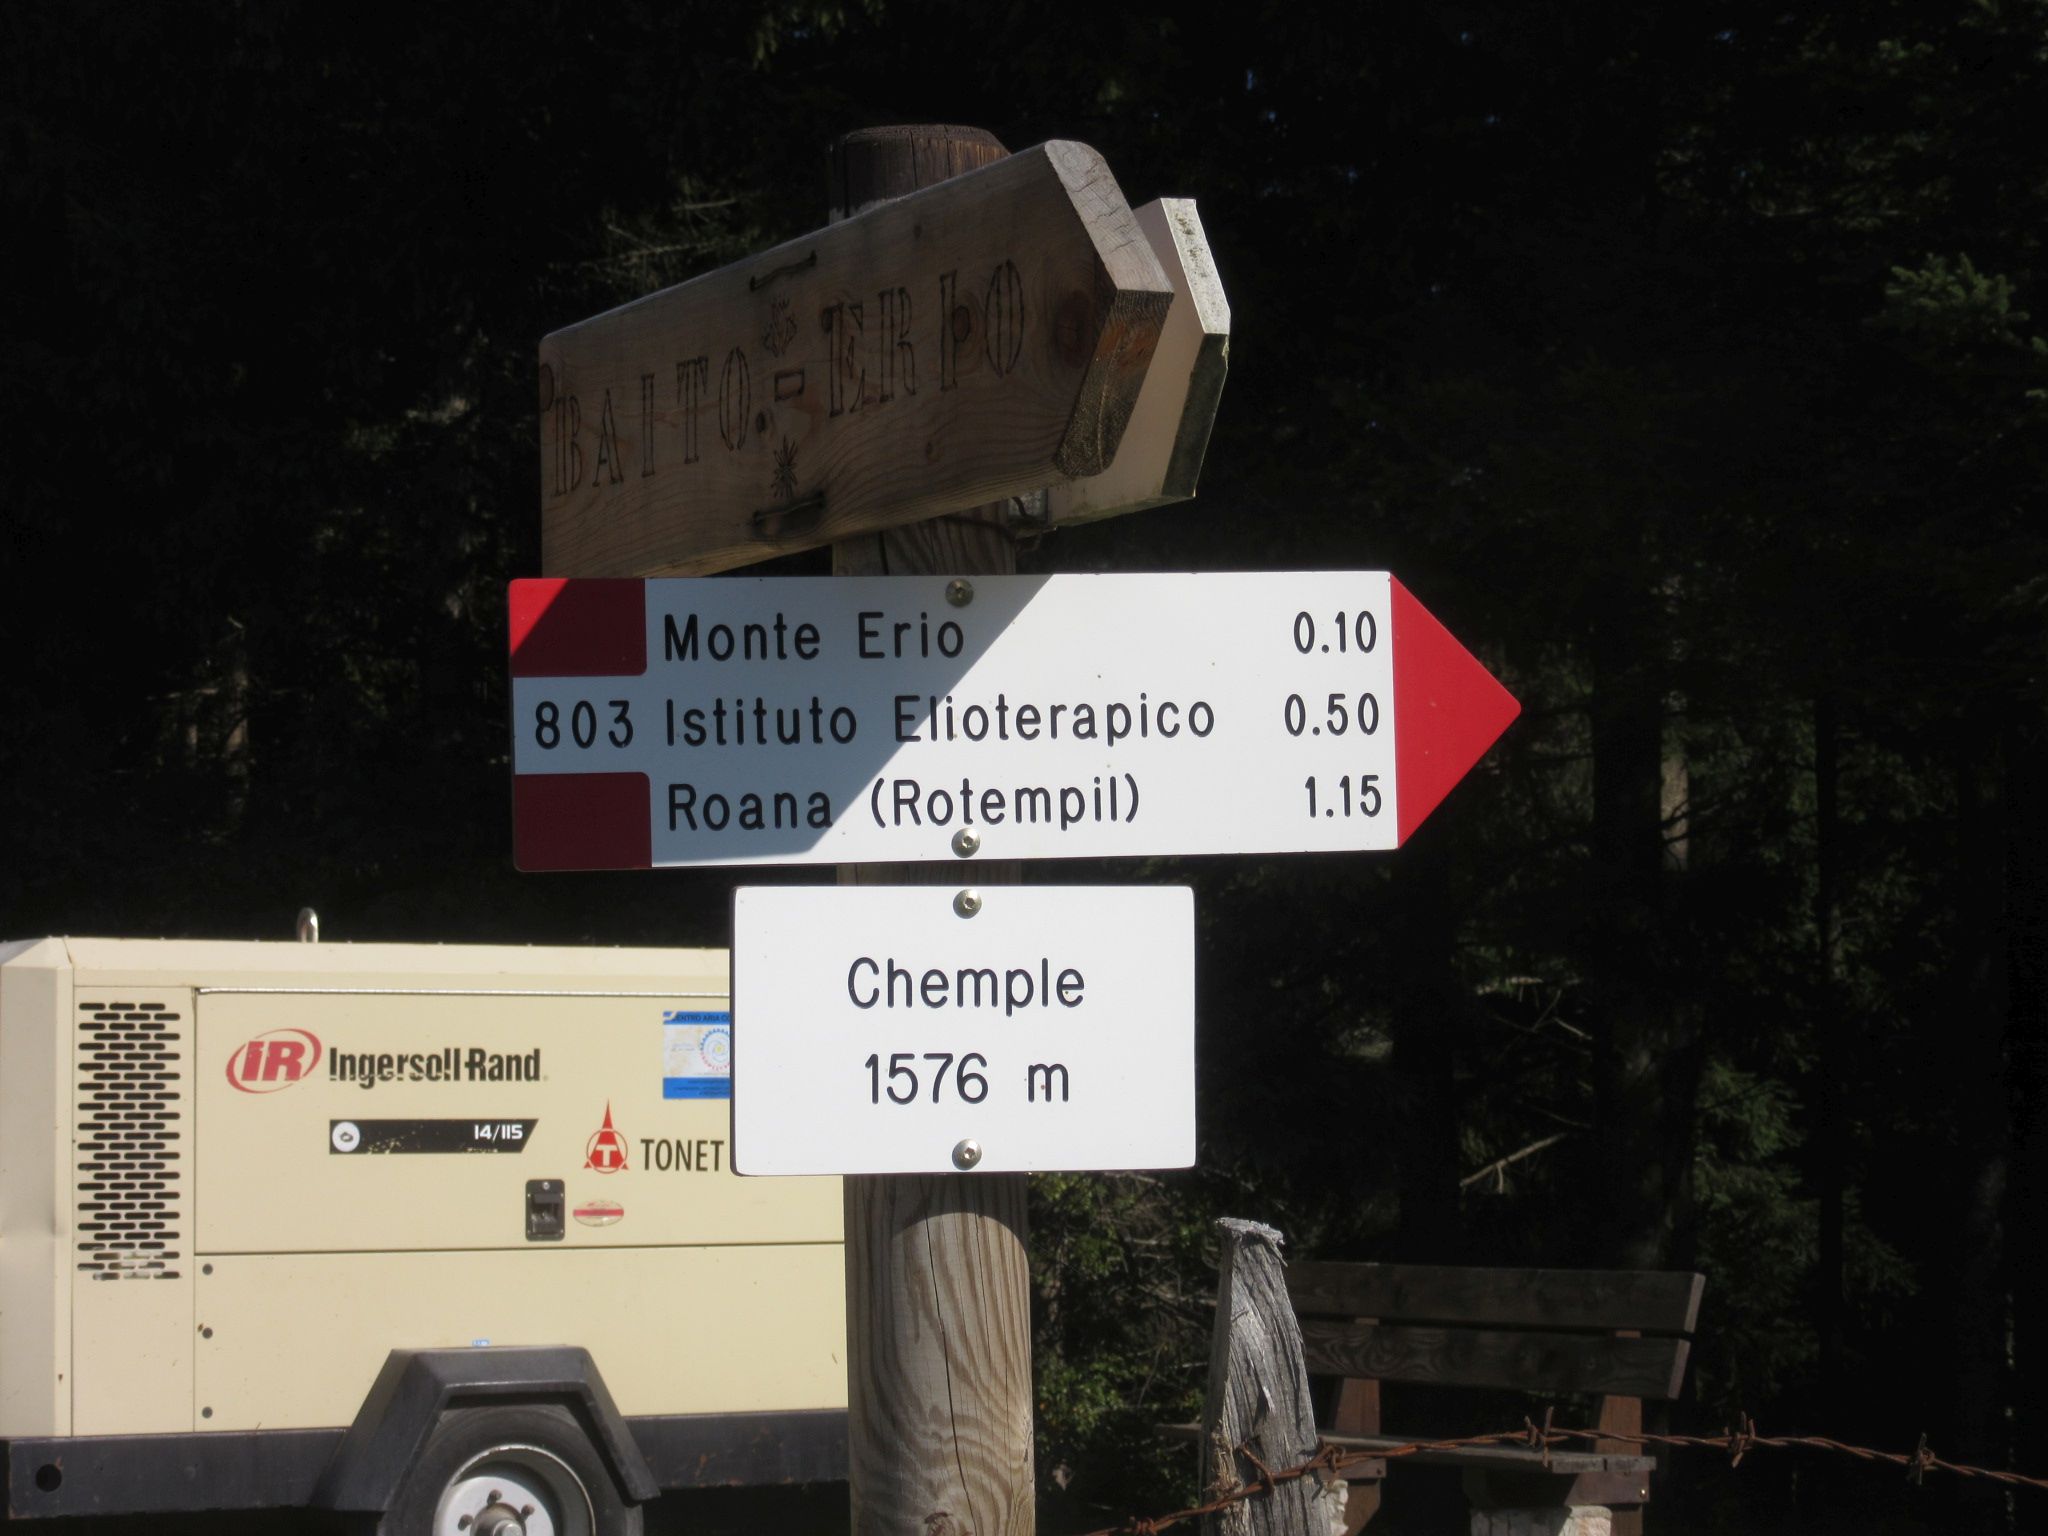 BAITO - ERIO
Monte Erio 0.10
803 Istituto Elioterapico 0.50
Roana (Rotempil) 1.15
Chemple
1576 m
IR Ingersoll Rand
14/115
T TONET